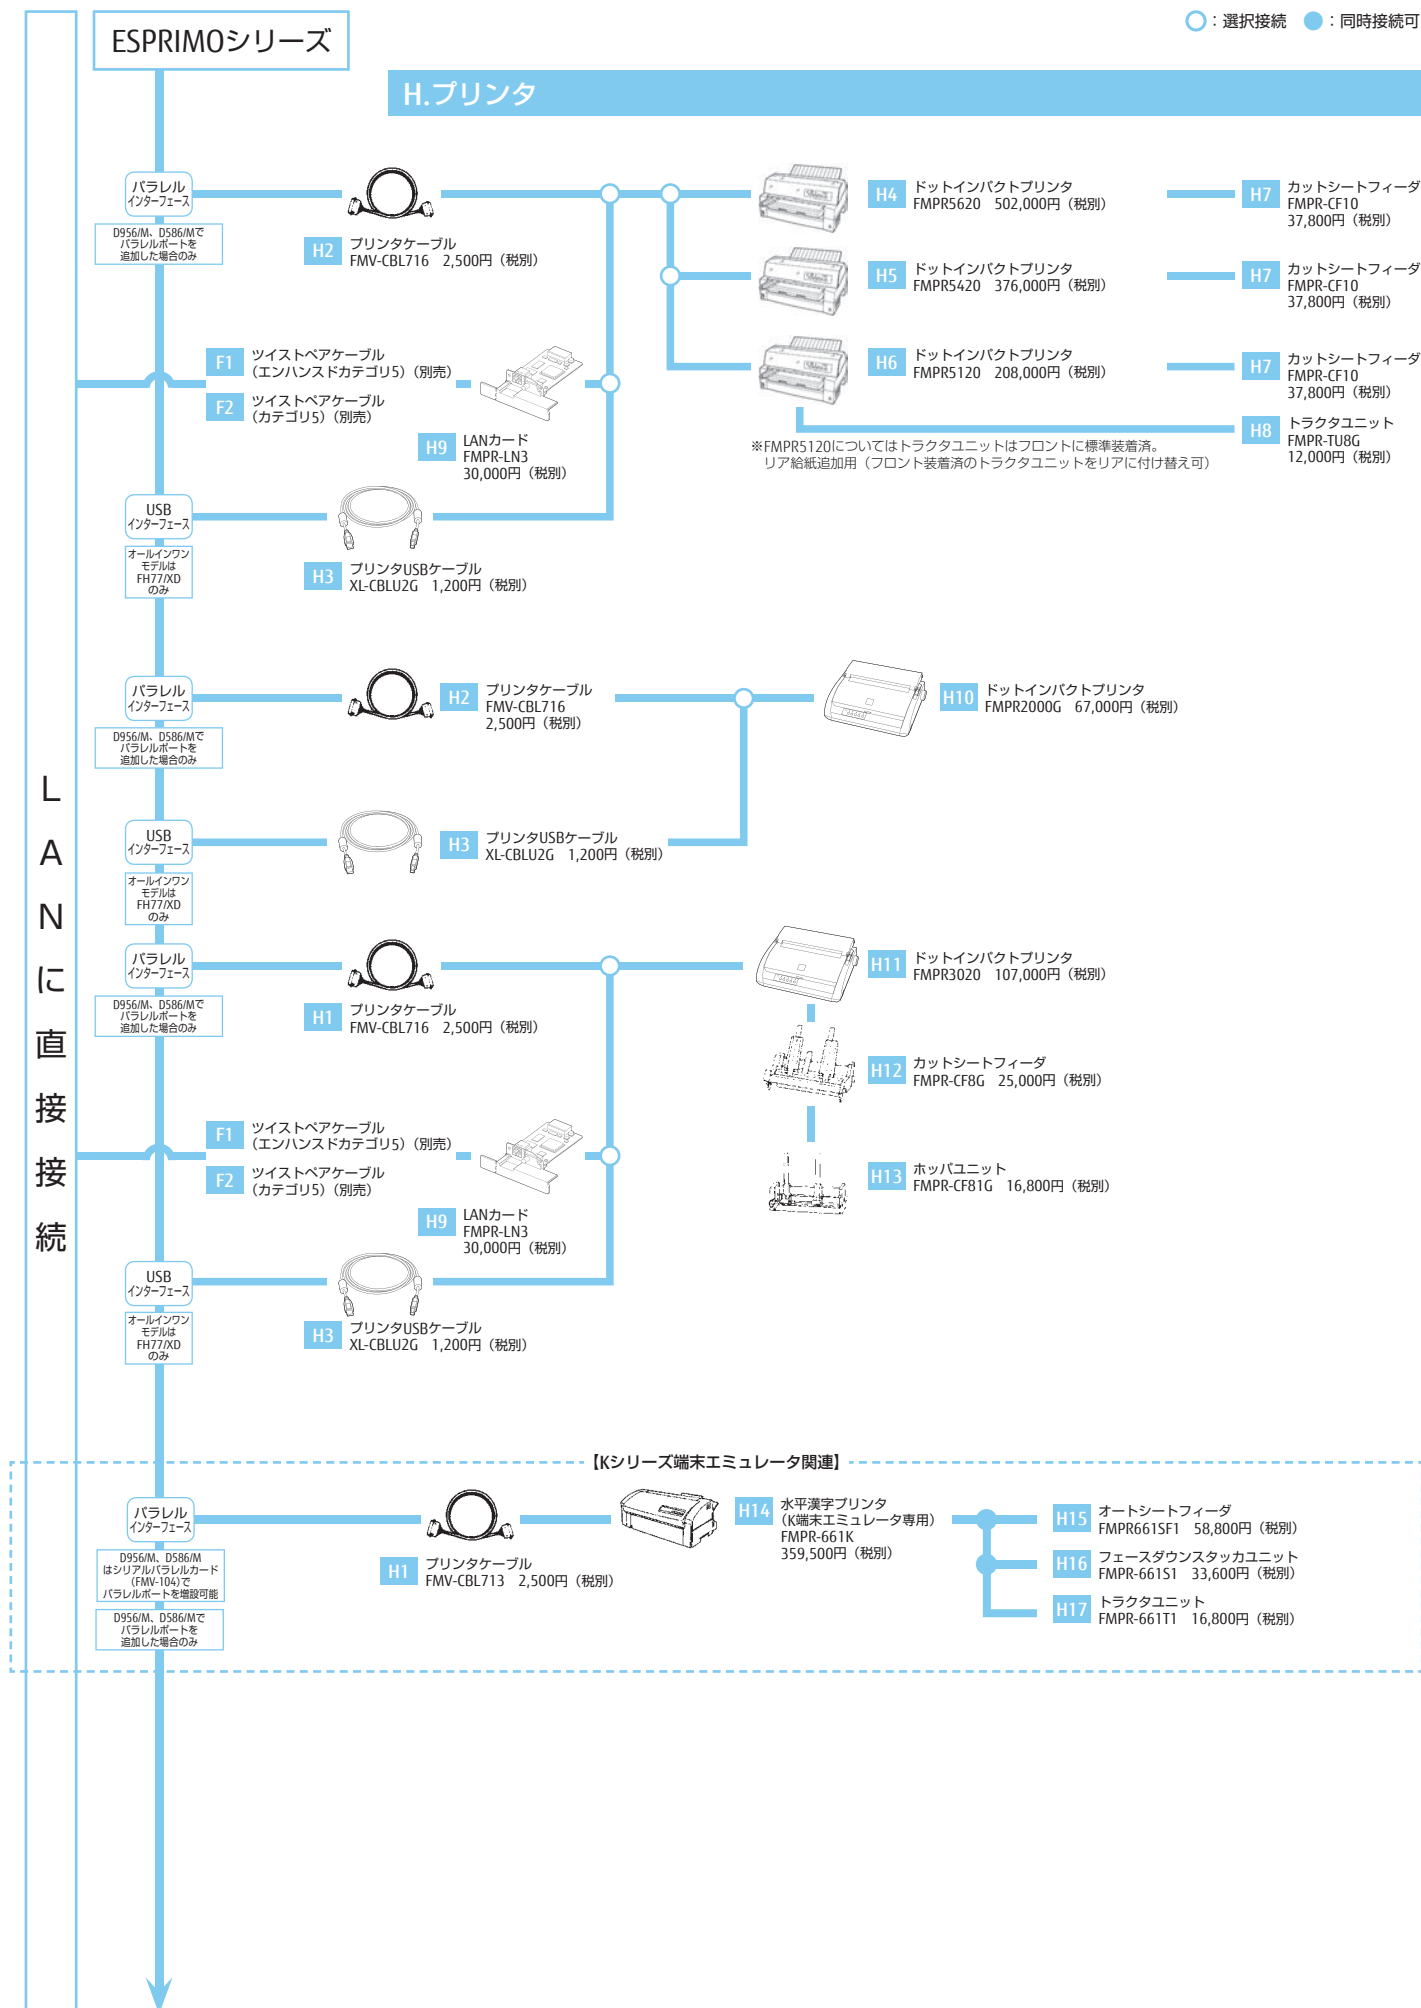 ○：選択接続 ●：同時接続可
ESPRIMOシリーズ
H.プリンタ
LANに直接接続
パラレル
インターフェース
D956/M、D586/Mで
パラレルポートを
追加した場合のみ
H2 プリンタケーブル
FMV-CBL716 2,500円（税別）
H4 ドットインパクトプリンタ
FMPR5620 502,000円（税別）
H7 カットシートフィーダ
FMPR-CF10
37,800円（税別）
H5 ドットインパクトプリンタ
FMPR5420 376,000円（税別）
H7 カットシートフィーダ
FMPR-CF10
37,800円（税別）
H6 ドットインパクトプリンタ
FMPR5120 208,000円（税別）
H7 カットシートフィーダ
FMPR-CF10
37,800円（税別）
H8 トラクタユニット
FMPR-TU8G
12,000円（税別）
※FMPR5120についてはトラクタユニットはフロントに標準装着済。
リア給紙追加用（フロント装着済のトラクタユニットをリアに付け替え可）
F1 ツイストペアケーブル
（エンハンスドカテゴリ5）（別売）
F2 ツイストペアケーブル
（カテゴリ5）（別売）
H9 LANカード
FMPR-LN3
30,000円（税別）
USB
インターフェース
オールインワン
モデルは
FH77/XD
のみ
H3 プリンタUSBケーブル
XL-CBLU2G 1,200円（税別）
パラレル
インターフェース
D956/M、D586/Mで
パラレルポートを
追加した場合のみ
H2 プリンタケーブル
FMV-CBL716
2,500円（税別）
H10 ドットインパクトプリンタ
FMPR2000G 67,000円（税別）
USB
インターフェース
オールインワン
モデルは
FH77/XD
のみ
H3 プリンタUSBケーブル
XL-CBLU2G 1,200円（税別）
パラレル
インターフェース
D956/M、D586/Mで
パラレルポートを
追加した場合のみ
H1 プリンタケーブル
FMV-CBL716 2,500円（税別）
H11 ドットインパクトプリンタ
FMPR3020 107,000円（税別）
H12 カットシートフィーダ
FMPR-CF8G 25,000円（税別）
H13 ホッパユニット
FMPR-CF81G 16,800円（税別）
F1 ツイストペアケーブル
（エンハンスドカテゴリ5）（別売）
F2 ツイストペアケーブル
（カテゴリ5）（別売）
H9 LANカード
FMPR-LN3
30,000円（税別）
USB
インターフェース
オールインワン
モデルは
FH77/XD
のみ
H3 プリンタUSBケーブル
XL-CBLU2G 1,200円（税別）
【Kシリーズ端末エミュレータ関連】
パラレル
インターフェース
D956/M、D586/M
はシリアルパラレルカード
（FMV-104）で
パラレルポートを増設可能
D956/M、D586/Mで
パラレルポートを
追加した場合のみ
H1 プリンタケーブル
FMV-CBL713 2,500円（税別）
H14 水平漢字プリンタ
（K端末エミュレータ専用）
FMPR-661K
359,500円（税別）
H15 オートシートフィーダ
FMPR661SF1 58,800円（税別）
H16 フェースダウンスタッカユニット
FMPR-661S1 33,600円（税別）
H17 トラクタユニット
FMPR-661T1 16,800円（税別）